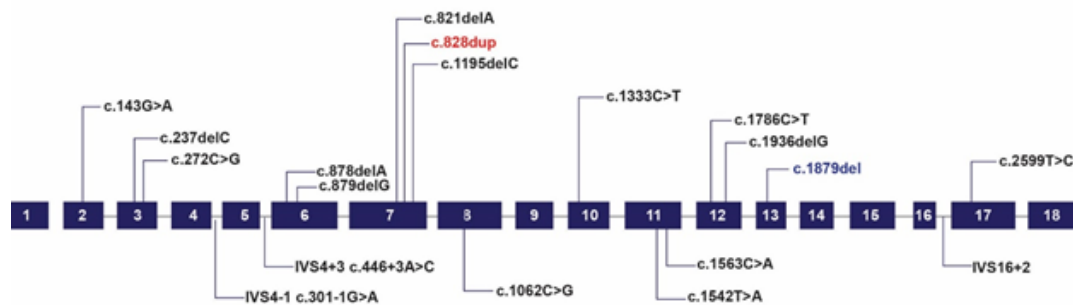 c.821delA
c.828dup
c.1195delC
c.143G>A
c.1333C>T
c.1786C>T
c.237delC
c.1936delG
c.272C>G
c.878delA
c.1879del
c.2599T>C
c.879delG
1 2 3 4 5 6 7 8 9 10 11 12 13 14 15 16 17 18
IVS4+3 c.446+3A>C
c.1563C>A
IVS16+2
IVS4-1 c.301-1G>A
c.1062C>G
c.1542T>A